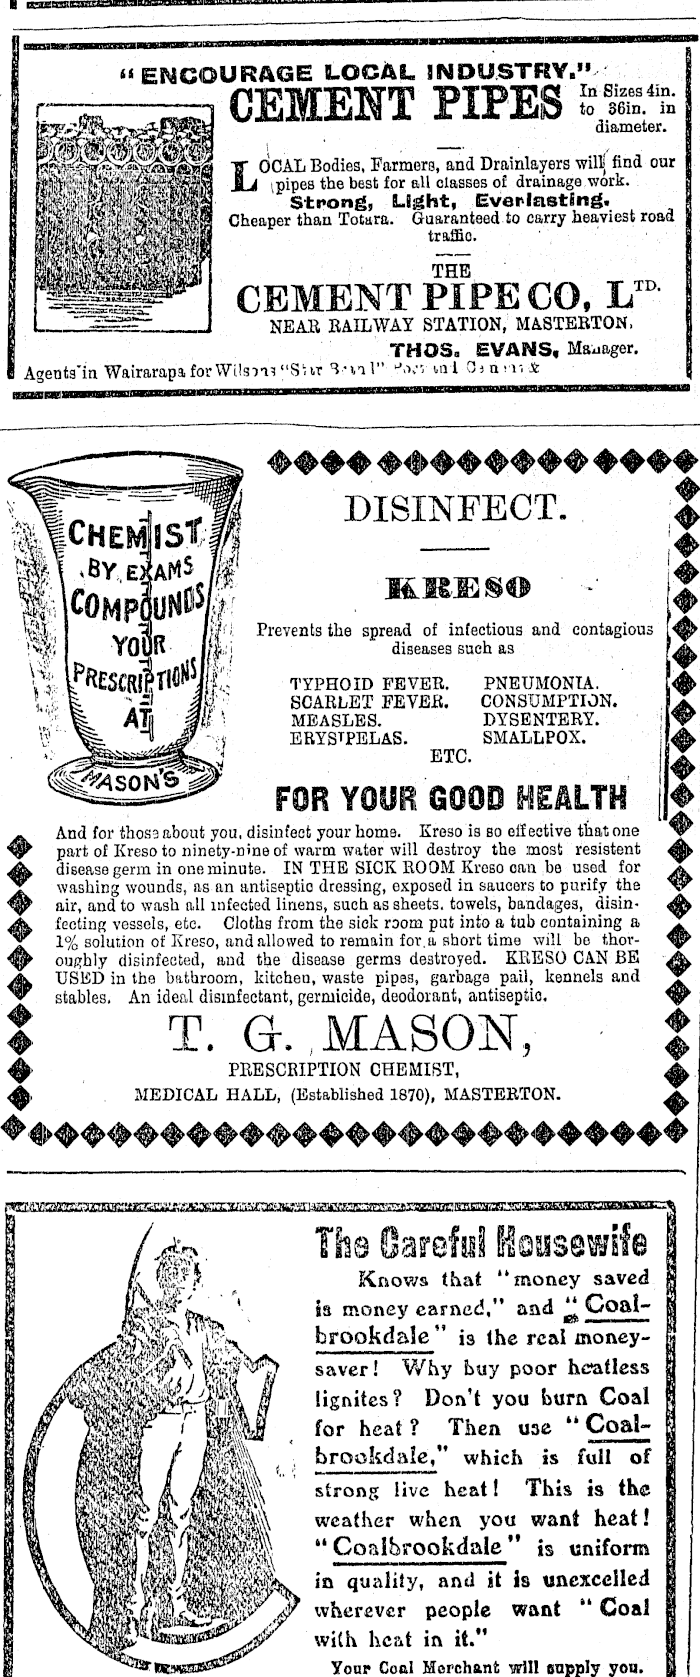 "ENCOURAGE LOCAL INDUSTRY."
CEMENT PIPES
In Sizes 4in.
to 36in. in
diameter.
LOCAL Bodies, Farmers, and Drainlayers will find our
pipes the best for all classes of drainage work.
Strong, Light, Everlasting.
Cheaper than Totara. Guaranteed to carry heaviest road
traffic.
THE
CEMENT PIPE CO, LTD.
NEAR RAILWAY STATION, MASTERTON,
THOS. EVANS, Manager.
Agents in Wairarapa for Wilsons "Star
CHEMIST
BY EXAMS
COMPOUNDS
YOUR
PRESCRIPTIONS
AT
MASON'S
DISINFECT.
KRESO
Prevents the spread of infectious and contagious
diseases such as
TYPHOID FEVER. PNEUMONIA.
SCARLET FEVER. CONSUMPTION.
MEASLES. DYSENTERY.
ERYSIPELAS. SMALLPOX.
ETC.
FOR YOUR GOOD HEALTH
And for those about you, disinfect your home. Kreso is so effective that one
part of Kreso to ninety-nine of warm water will destroy the most resistent
disease germ in one minute. IN THE SICK ROOM Kreso can be used for
washing wounds, as an antiseptic dressing, exposed in saucers to purify the
air, and to wash all infected linens, such as sheets. towels, bandages, disin-
fecting vessels, etc. Cloths from the sick room put into a tub containing a
1% solution of Kreso, and allowed to remain for a short time will be thor-
oughly disinfected, and the disease germs destroyed. KRESO CAN BE
USED in the bathroom, kitchen, waste pipes, garbage pail, kennels and
stables. An ideal disinfectant, germicide, deodorant, antiseptic.
T. G. MASON,
PRESCRIPTION CHEMIST,
MEDICAL HALL, (Established 1870), MASTERTON.
The Careful Housewife
Knows that "money saved
is money earned," and "Coal-
brookdale" is the real money-
saver! Why buy poor heatless
lignites? Don't you burn Coal
for heat? Then use "Coal-
brookdale," which is full of
strong live heat! This is the
weather when you want heat!
"Coalbrookdale" is uniform
in quality, and it is unexcelled
wherever people want "Coal
with heat in it."
Your Coal Merchant will supply you.